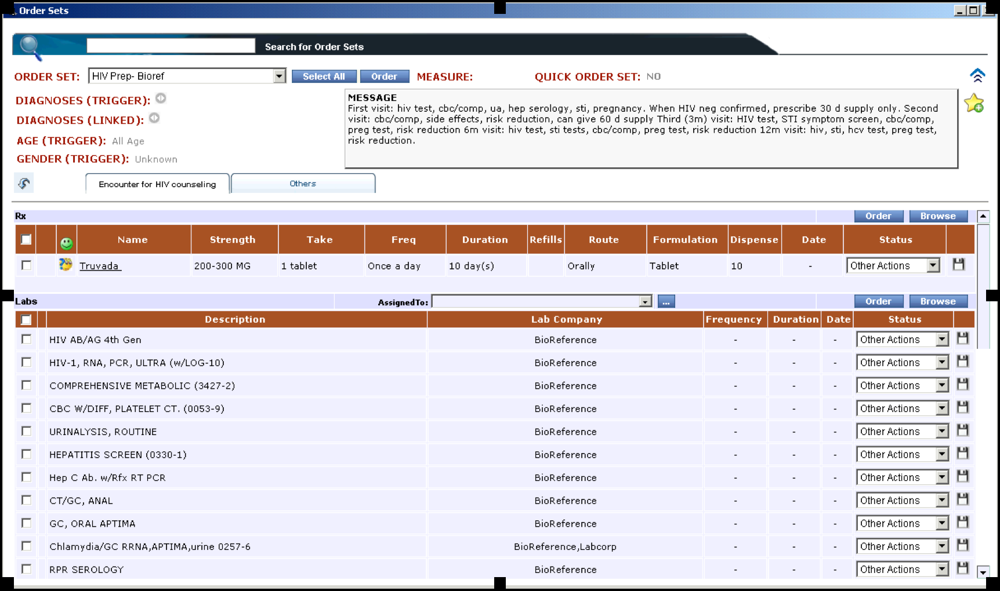 Order Sets
Search for Order Sets
ORDER SET: HIV Prep- Bioref Select All Order MEASURE: QUICK ORDER SET: NO
DIAGNOSES (TRIGGER):
DIAGNOSES (LINKED):
AGE (TRIGGER): All Age
GENDER (TRIGGER): Unknown
MESSAGE
First visit: hiv test, cbc/comp, ua, hep serology, sti, pregnancy. When HIV neg confirmed, prescribe 30 d supply only. Second
visit: cbc/comp, side effects, risk reduction, can give 60 d supply Third (3m) visit: HIV test, STI symptom screen, cbc/comp,
preg test, risk reduction 6m visit: hiv test, sti tests, cbc/comp, preg test, risk reduction 12m visit: hiv, sti, hcv test, preg test,
risk reduction.
Encounter for HIV counseling Others
Rx Order Browse
Name Strength Take Freq Duration Refills Route Formulation Dispense Date Status
Truvada 200-300 MG 1 tablet Once a day 10 day(s) Orally Tablet 10 - Other Actions
Labs AssignedTo: ... Order Browse
Description Lab Company Frequency Duration Date Status
HIV AB/AG 4th Gen BioReference - - - Other Actions
HIV-1, RNA, PCR, ULTRA (w/LOG-10) BioReference - - - Other Actions
COMPREHENSIVE METABOLIC (3427-2) BioReference - - - Other Actions
CBC W/DIFF, PLATELET CT. (0053-9) BioReference - - - Other Actions
URINALYSIS, ROUTINE BioReference - - - Other Actions
HEPATITIS SCREEN (0330-1) BioReference - - - Other Actions
Hep C Ab. w/Rfx RT PCR BioReference - - - Other Actions
CT/GC, ANAL BioReference - - - Other Actions
GC, ORAL APTIMA BioReference - - - Other Actions
Chlamydia/GC RRNA,APTIMA,urine 0257-6 BioReference,Labcorp - - - Other Actions
RPR SEROLOGY BioReference - - - Other Actions